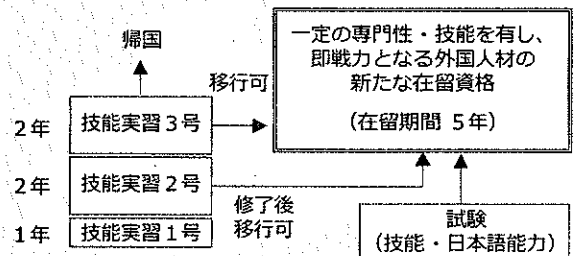 帰国
移行可
一定の専門性・技能を有し、
即戦力となる外国人材の
新たな在留資格
(在留期間 5年)
2年 技能実習3号
2年 技能実習2号
修了後
移行可
1年 技能実習1号
試験
(技能・日本語能力)